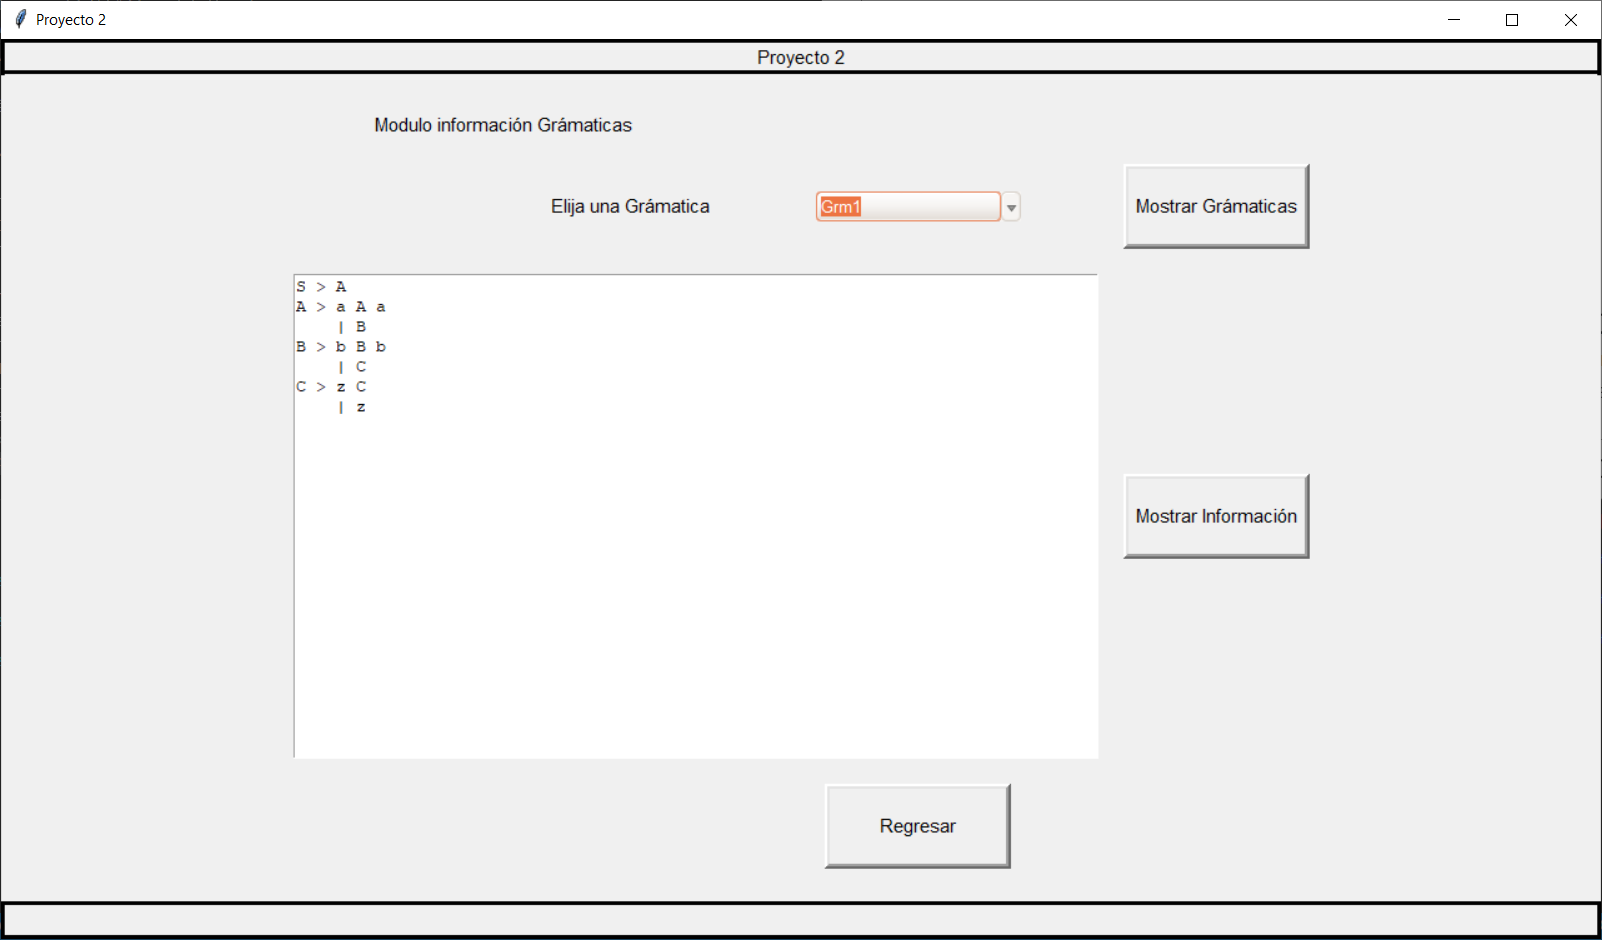 Proyecto 2
Proyecto 2
Modulo información Grámaticas
Elija una Grámatica
Grm1
Mostrar Grámaticas
S > A
A > a A a
    | B
B > b B b
    | C
C > z C
    | z
Mostrar Información
Regresar